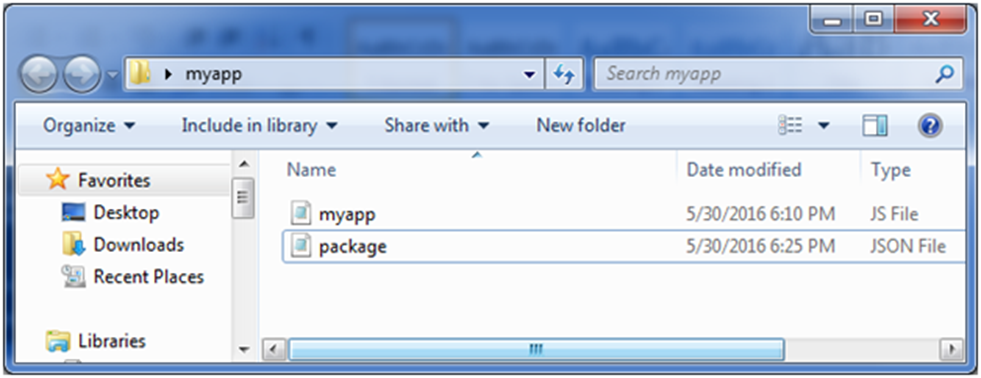 myapp
Search myapp
Organize Include in library Share with New folder
Favorites
Desktop
Downloads
Recent Places
Libraries
Name Date modified Type
myapp 5/30/2016 6:10 PM JS File
package 5/30/2016 6:25 PM JSON File